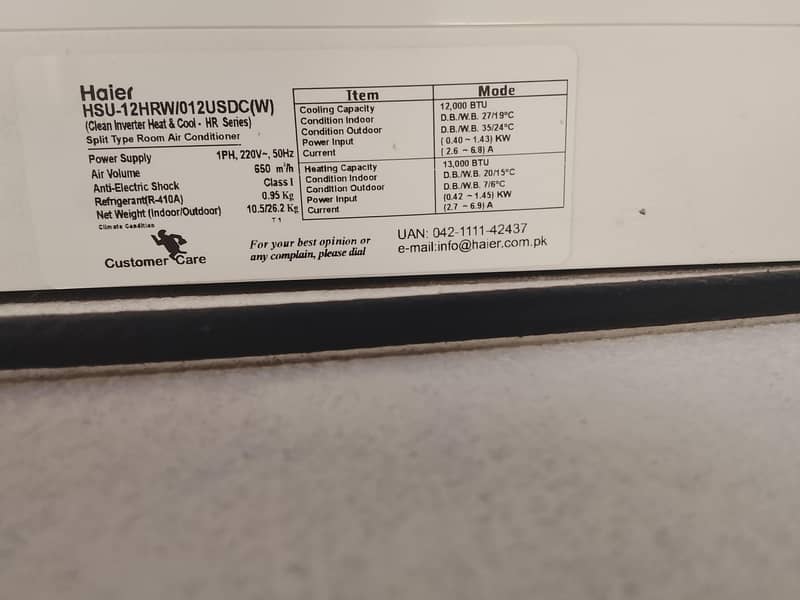 Haier
HSU-12HRW/012USDC(W)
(Clean Inverter Heat & Cool - HR Series)
Split Type Room Air Conditioner
Power Supply 1PH, 220V~, 50Hz
Air Volume 650 m³/h
Anti-Electric Shock Class I
Refngerant(R-410A) 0.95 Kg
Net Weight (Indoor/Outdoor) 10.5/26.2 Kg
Climate Condition T1
Item Mode
Cooling Capacity 12,000 BTU
Condition Indoor D.B./W.B. 27/19°C
Condition Outdoor D.B./W.B. 35/24°C
Power Input (0.40 ~ 1.43) KW
Current (2.6 ~ 6.8) A
Heating Capacity 13,000 BTU
Condition Indoor D.B./W.B. 20/15°C
Condition Outdoor D.B./W.B. 7/6°C
Power Input (0.42 ~ 1.45) KW
Current (2.7 ~ 6.9) A
Customer Care
For your best opinion or
any complain, please dial
UAN: 042-1111-42437
e-mail:info@haier.com.pk